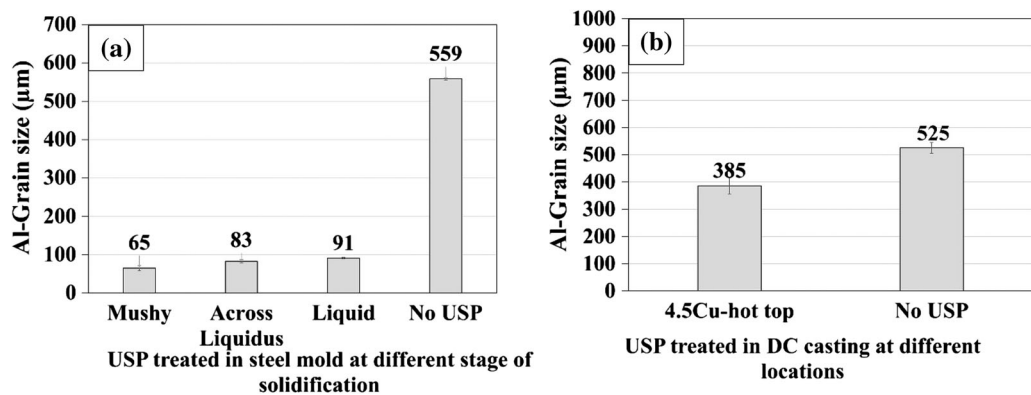 (a)
Al-Grain size (µm)
700
600
500
400
300
200
100
0
65
83
91
559
Mushy
Across
Liquidus
Liquid
No USP
USP treated in steel mold at different stage of
solidification
(b)
Al-Grain size (µm)
1000
900
800
700
600
500
400
300
200
100
0
385
525
4.5Cu-hot top
No USP
USP treated in DC casting at different
locations